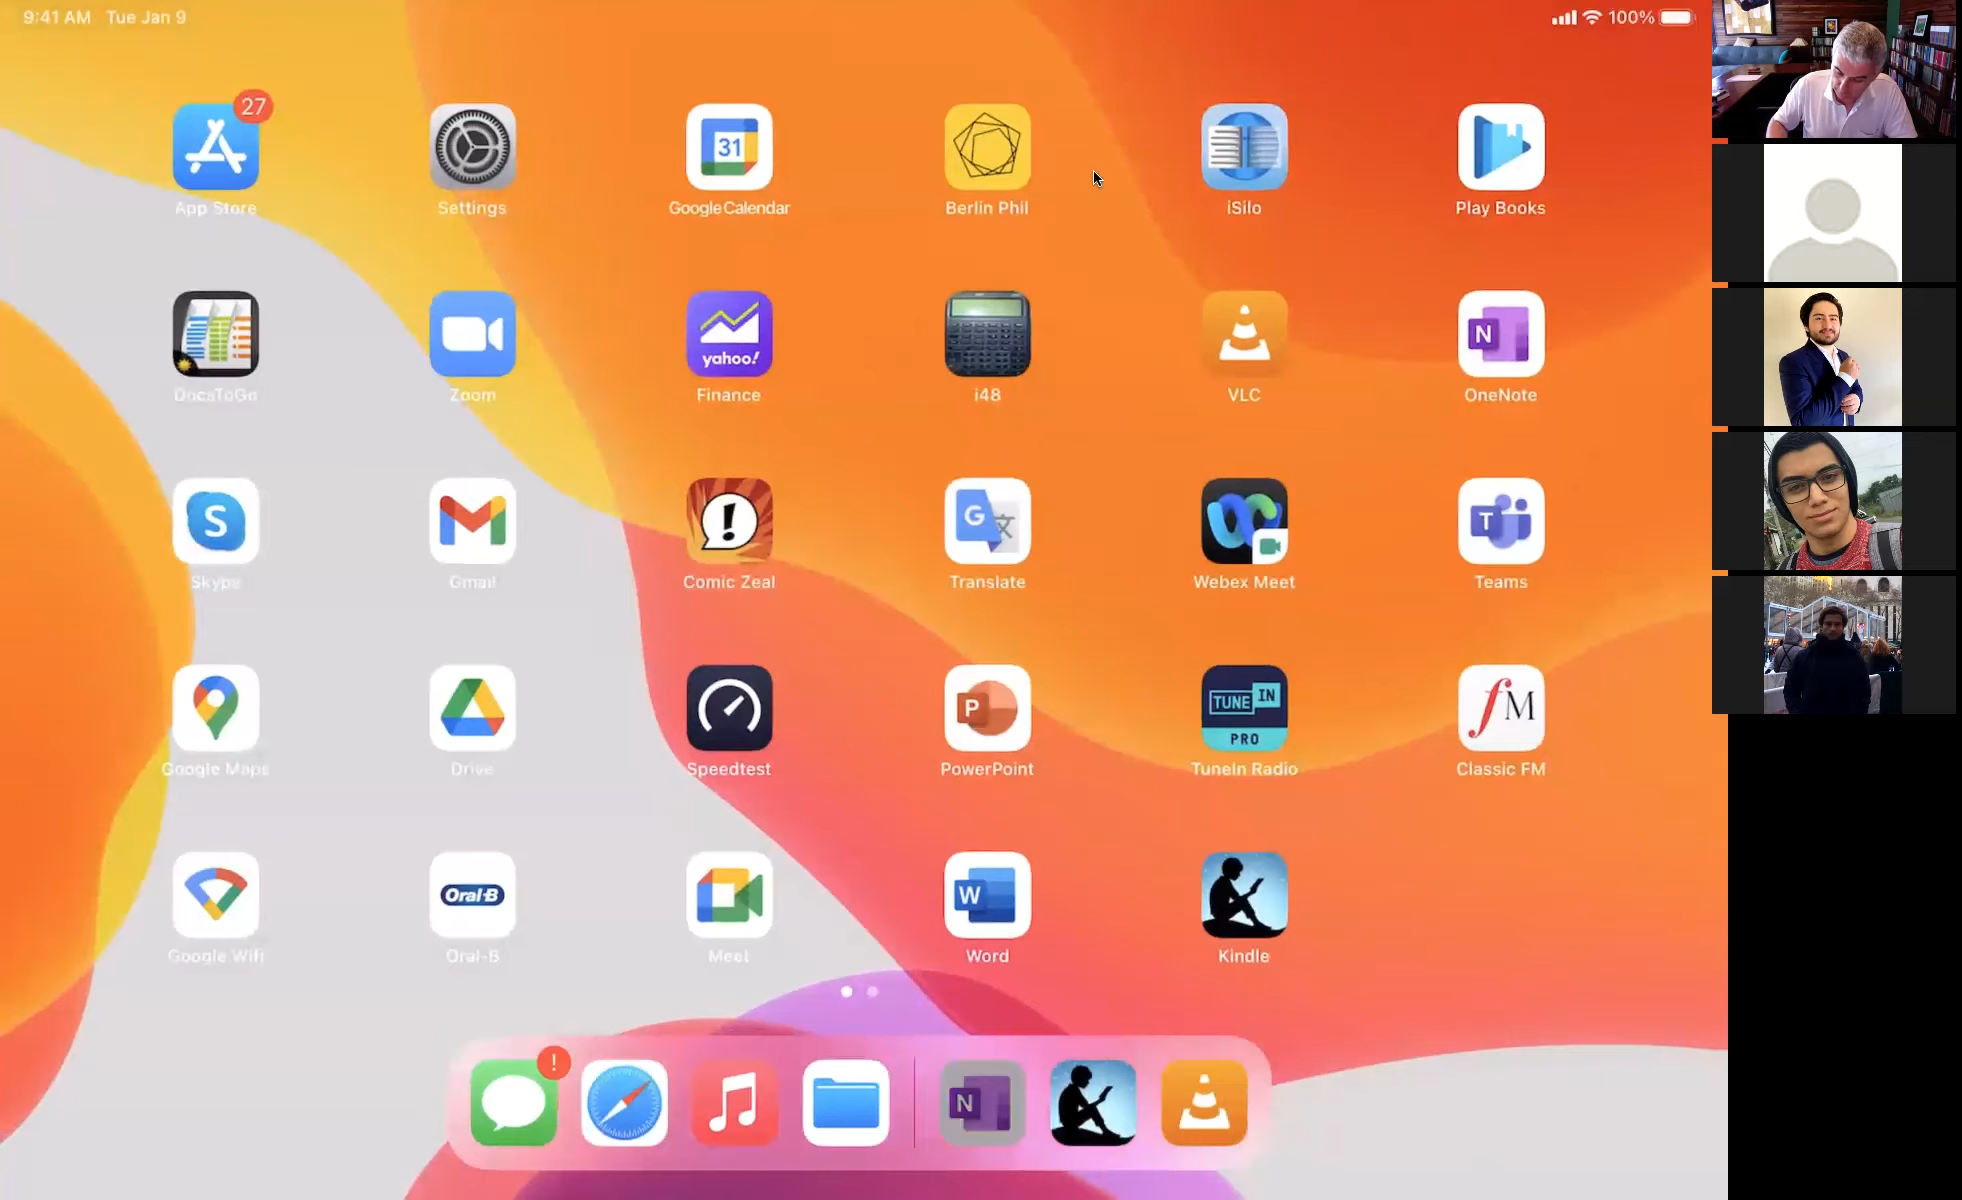 9:41 AM Tue Jan 9
100%
27
31
App Store
Settings
Google Calendar
Berlin Phil
iSilo
Play Books
yahoo!
N
DocsToGo
Zoom
Finance
i48
VLC
OneNote
S
!
G
文
T
Skype
Gmail
Comic Zeal
Translate
Webex Meet
Teams
P
TUNE IN
PRO
fM
Google Maps
Drive
Speedtest
PowerPoint
TuneIn Radio
Classic FM
Oral-B
W
Google Wifi
Oral-B
Meet
Word
Kindle
!
N